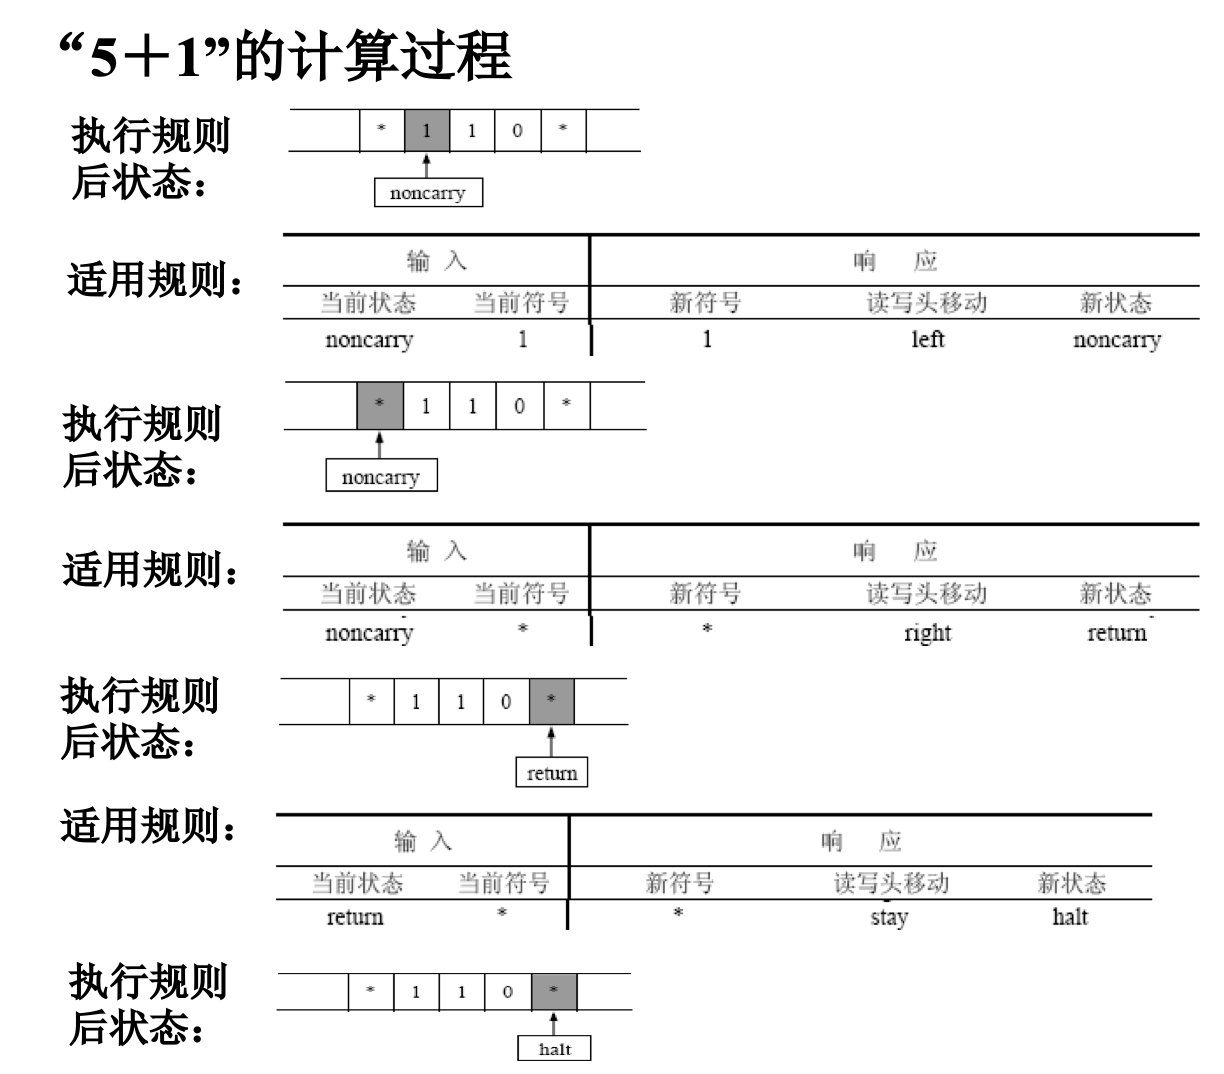 “5＋1”的计算过程
执行规则
后状态：
* 1 1 0 *
noncarry
适用规则：
输 入 响 应
当前状态 当前符号 新符号 读写头移动 新状态
noncarry 1 1 left noncarry
执行规则
后状态：
* 1 1 0 *
noncarry
适用规则：
输 入 响 应
当前状态 当前符号 新符号 读写头移动 新状态
noncarry * * right return
执行规则
后状态：
* 1 1 0 *
return
适用规则：
输 入 响 应
当前状态 当前符号 新符号 读写头移动 新状态
return * * stay halt
执行规则
后状态：
* 1 1 0 *
halt